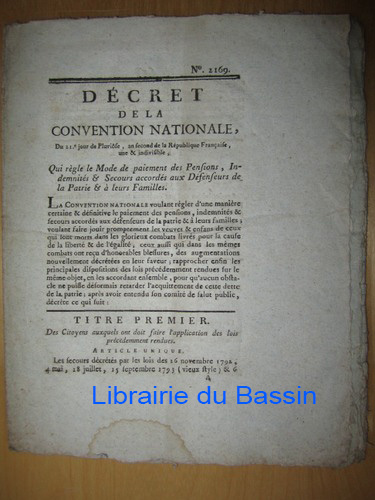 N°. 2169.
DÉCRET
DE LA
CONVENTION NATIONALE,
Du 21.e jour de Pluviôse, an second de la République Française,
une & indivisible,
Qui règle le Mode de paiement des Pensions, In-
demnités & Secours accordés aux Défenseurs de
la Patrie & à leurs Familles.
LA CONVENTION NATIONALE voulant régler d'une manière
certaine & définitive le paiement des pensions, indemnités &
secours accordés aux défenseurs de la patrie & à leurs familles ;
voulant faire jouir promptement les veuves & enfans de ceux
qui sont morts dans les glorieux combats livrés pour la cause
de la liberté & de l'égalité ; ceux aussi qui dans les mêmes
combats ont reçu d'honorables blessures, des augmentations
nouvellement décrétées en leur faveur ; rapprocher enfin les
principales dispositions des lois précédemment rendues sur le
même objet, en les accordant ensemble, pour qu'aucun obsta-
cle ne puisse déformais retarder l'acquittement de cette dette
de la patrie ; après avoir entendu son comité de salut public,
décrète ce qui suit :
TITRE PREMIER.
Des Citoyens auxquels on doit faire l'application des lois
précédemment rendues.
ARTICLE UNIQUE.
Les secours décrétés par les lois des 26 novembre 1792,
4 mai, 28 juillet, 15 septembre 1793 (vieux style) & 6
Librairie du Bassin